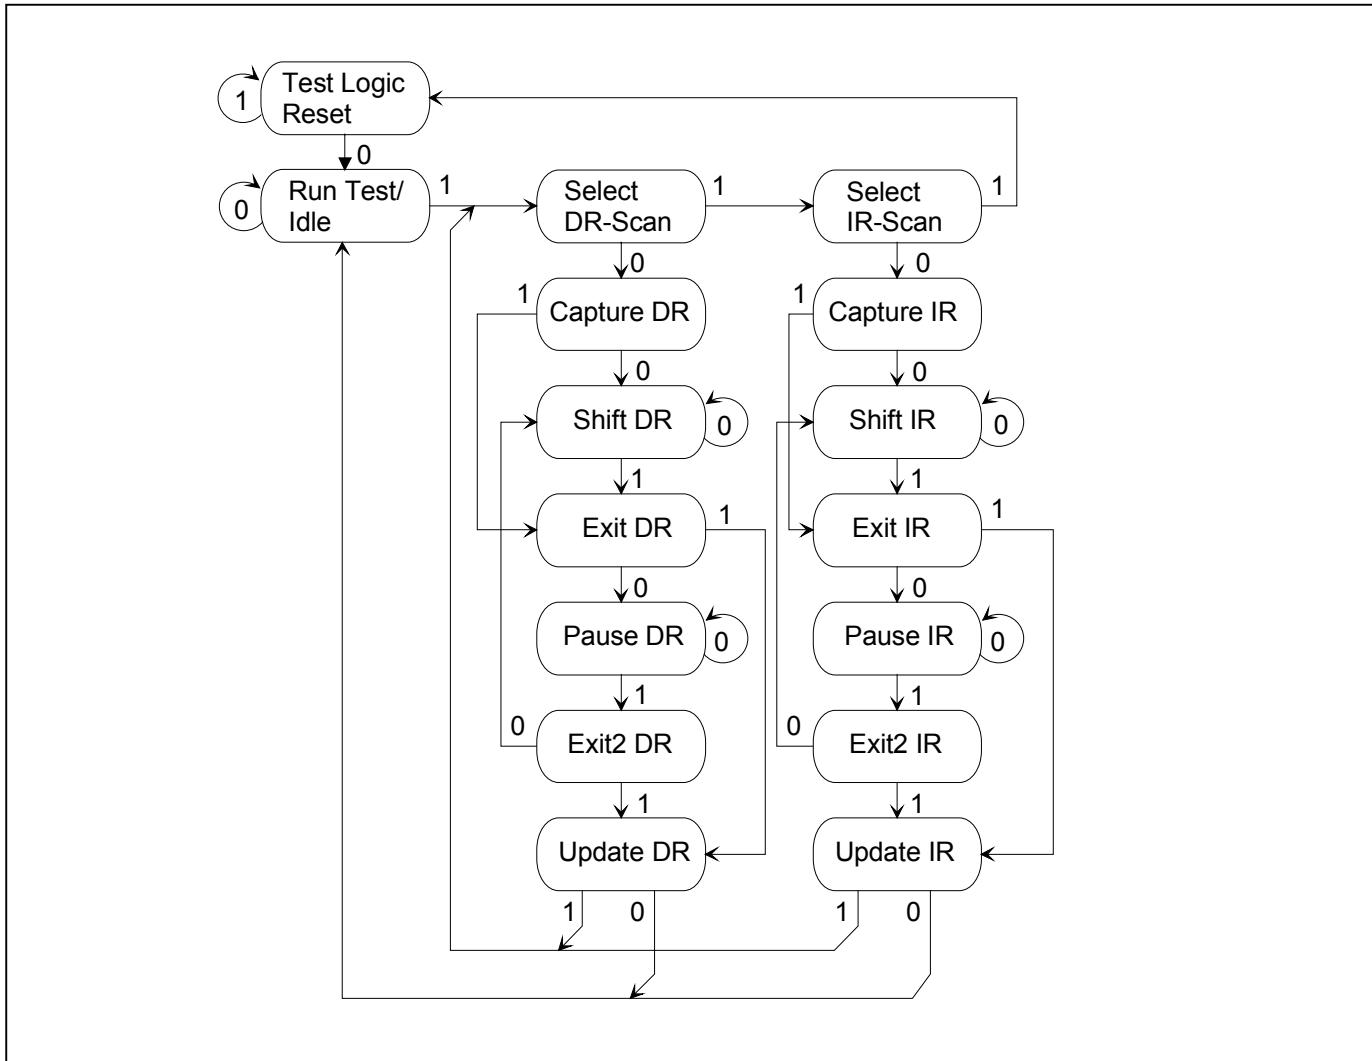 Test Logic
Reset
1
0
Run Test/
Idle
0
1
Select
DR-Scan
1
Select
IR-Scan
1
0
0
1
Capture DR
1
Capture IR
0
0
Shift DR
0
Shift IR
0
1
1
Exit DR
1
Exit IR
1
0
0
Pause DR
0
Pause IR
0
1
1
0
Exit2 DR
0
Exit2 IR
1
1
Update DR
Update IR
1
0
1
0